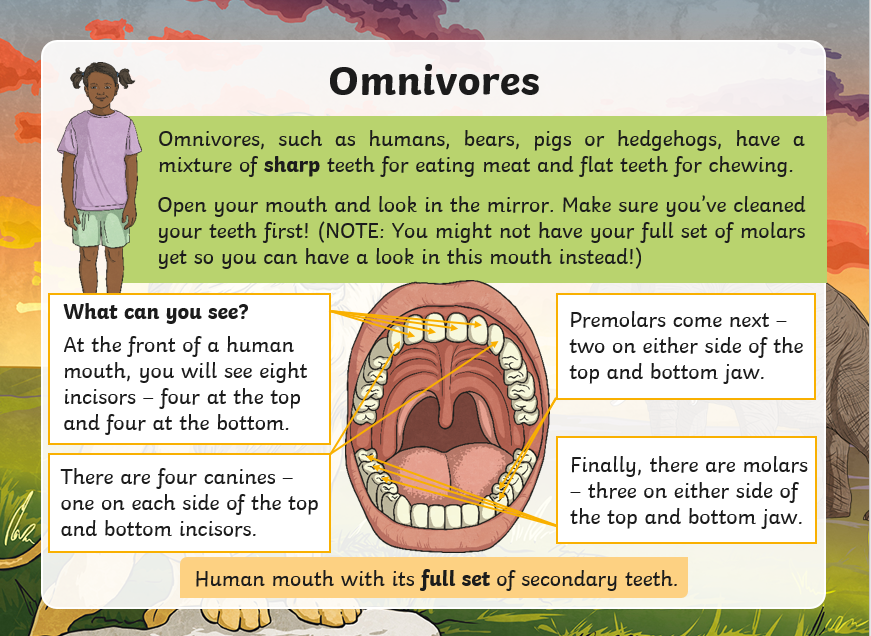 Omnivores
Omnivores, such as humans, bears, pigs or hedgehogs, have a
mixture of sharp teeth for eating meat and flat teeth for chewing.
Open your mouth and look in the mirror. Make sure you've cleaned
your teeth first! (NOTE: You might not have your full set of molars
yet so you can have a look in this mouth instead!)
What can you see?
At the front of a human
mouth, you will see eight
incisors – four at the top
and four at the bottom.
There are four canines –
one on each side of the top
and bottom incisors.
Premolars come next –
two on either side of the
top and bottom jaw.
Finally, there are molars
– three on either side of
the top and bottom jaw.
Human mouth with its full set of secondary teeth.